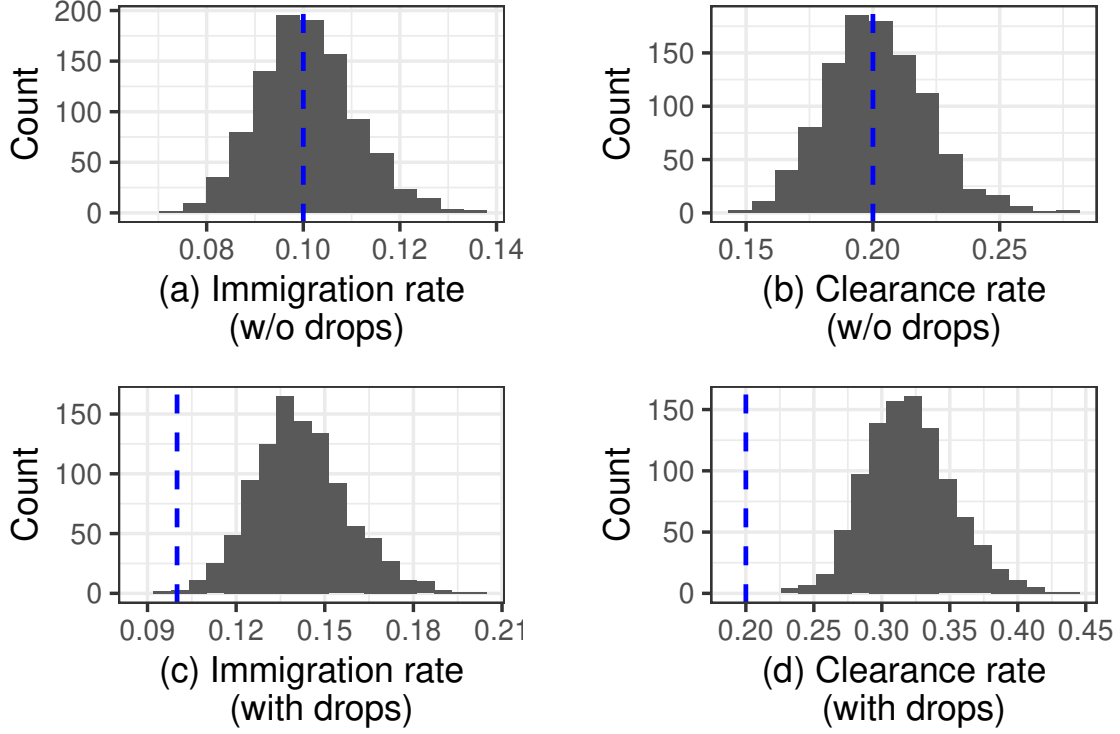 200
150
100
50
0
Count
0.08 0.10 0.12 0.14
(a) Immigration rate
(w/o drops)
150
100
50
0
Count
0.15 0.20 0.25
(b) Clearance rate
(w/o drops)
150
100
50
0
Count
0.09 0.12 0.15 0.18 0.21
(c) Immigration rate
(with drops)
150
100
50
0
Count
0.20 0.25 0.30 0.35 0.40 0.45
(d) Clearance rate
(with drops)